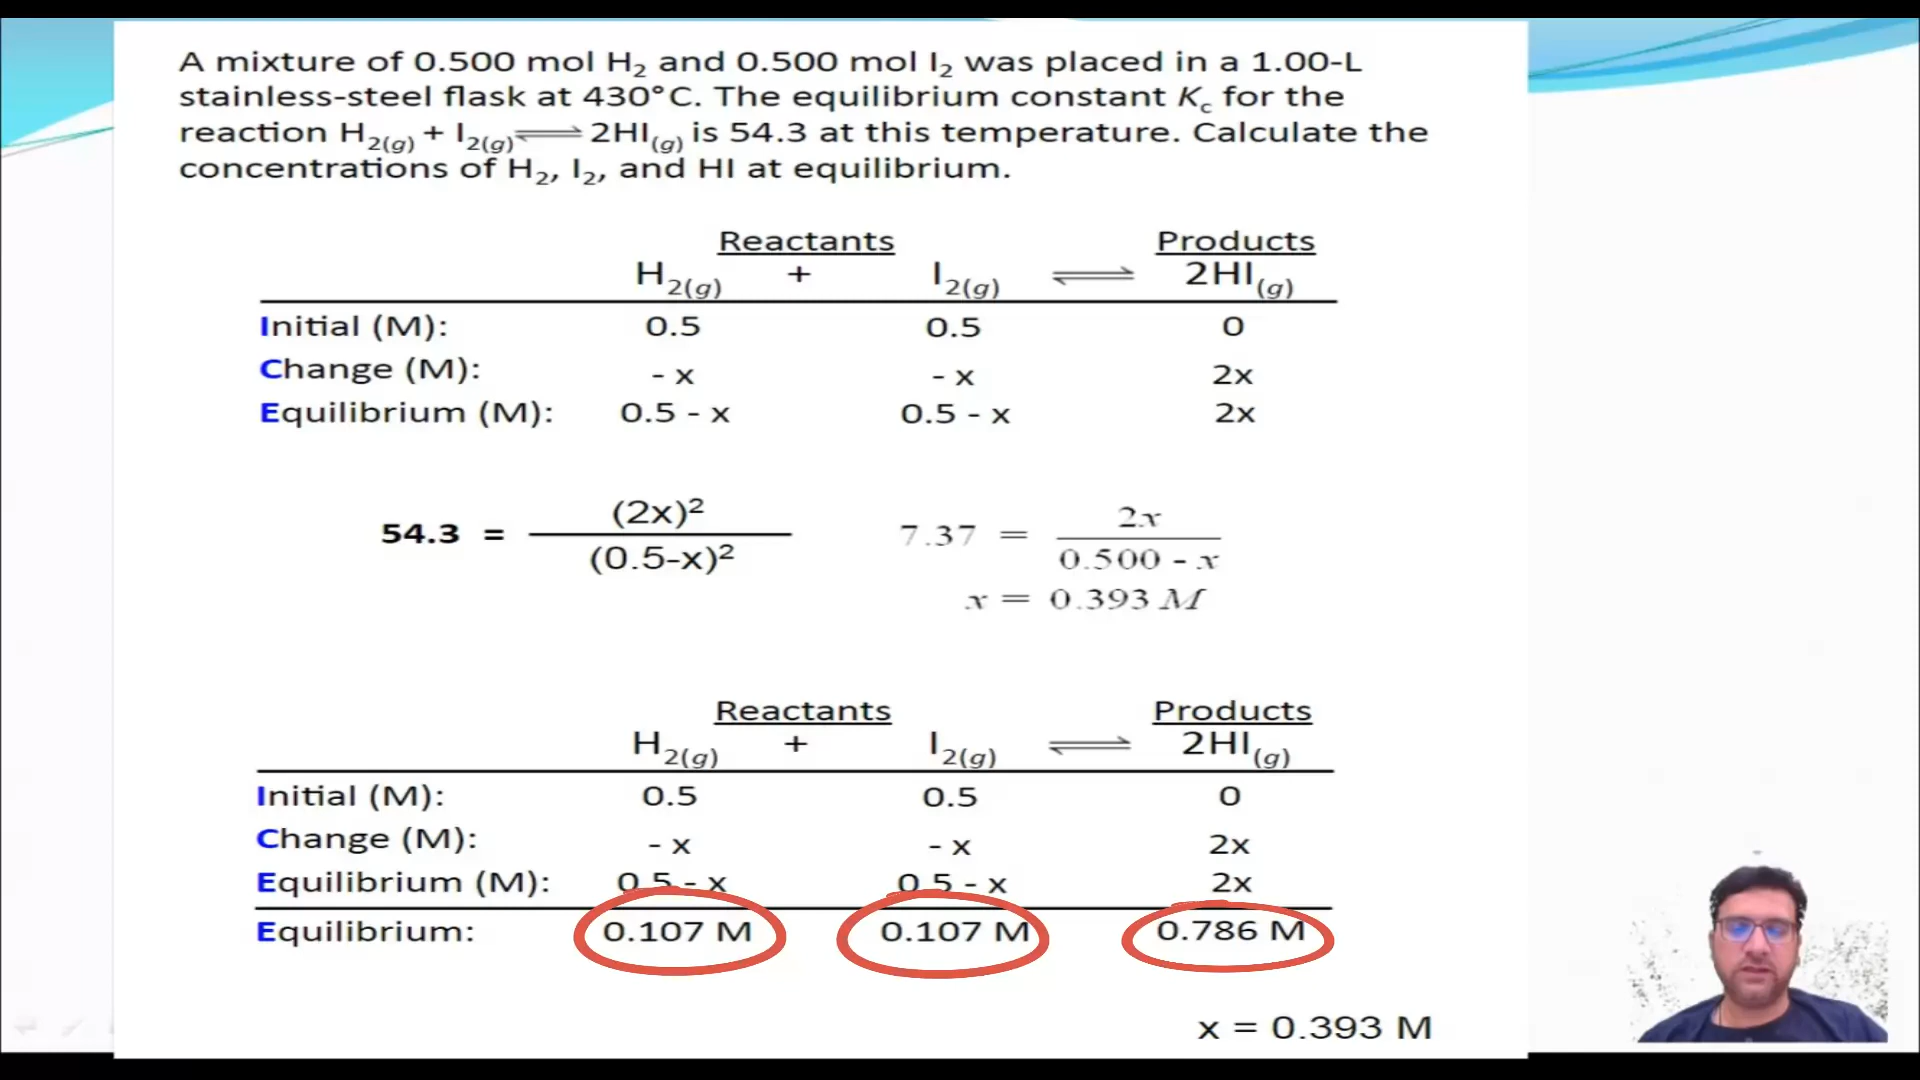 A mixture of 0.500 mol H₂ and 0.500 mol I₂ was placed in a 1.00-L
stainless-steel flask at 430°C. The equilibrium constant Kc for the
reaction H₂(g) + I₂(g) ⇌ 2HI(g) is 54.3 at this temperature. Calculate the
concentrations of H₂, I₂, and HI at equilibrium.
Reactants Products
H₂(g) + I₂(g) ⇌ 2HI(g)
Initial (M): 0.5 0.5 0
Change (M): - x - x 2x
Equilibrium (M): 0.5 - x 0.5 - x 2x
54.3 = (2x)² / (0.5-x)²
7.37 = 2x / 0.500 - x
x = 0.393 M
Reactants Products
H₂(g) + I₂(g) ⇌ 2HI(g)
Initial (M): 0.5 0.5 0
Change (M): - x - x 2x
Equilibrium (M): 0.5 - x 0.5 - x 2x
Equilibrium: 0.107 M 0.107 M 0.786 M
x = 0.393 M